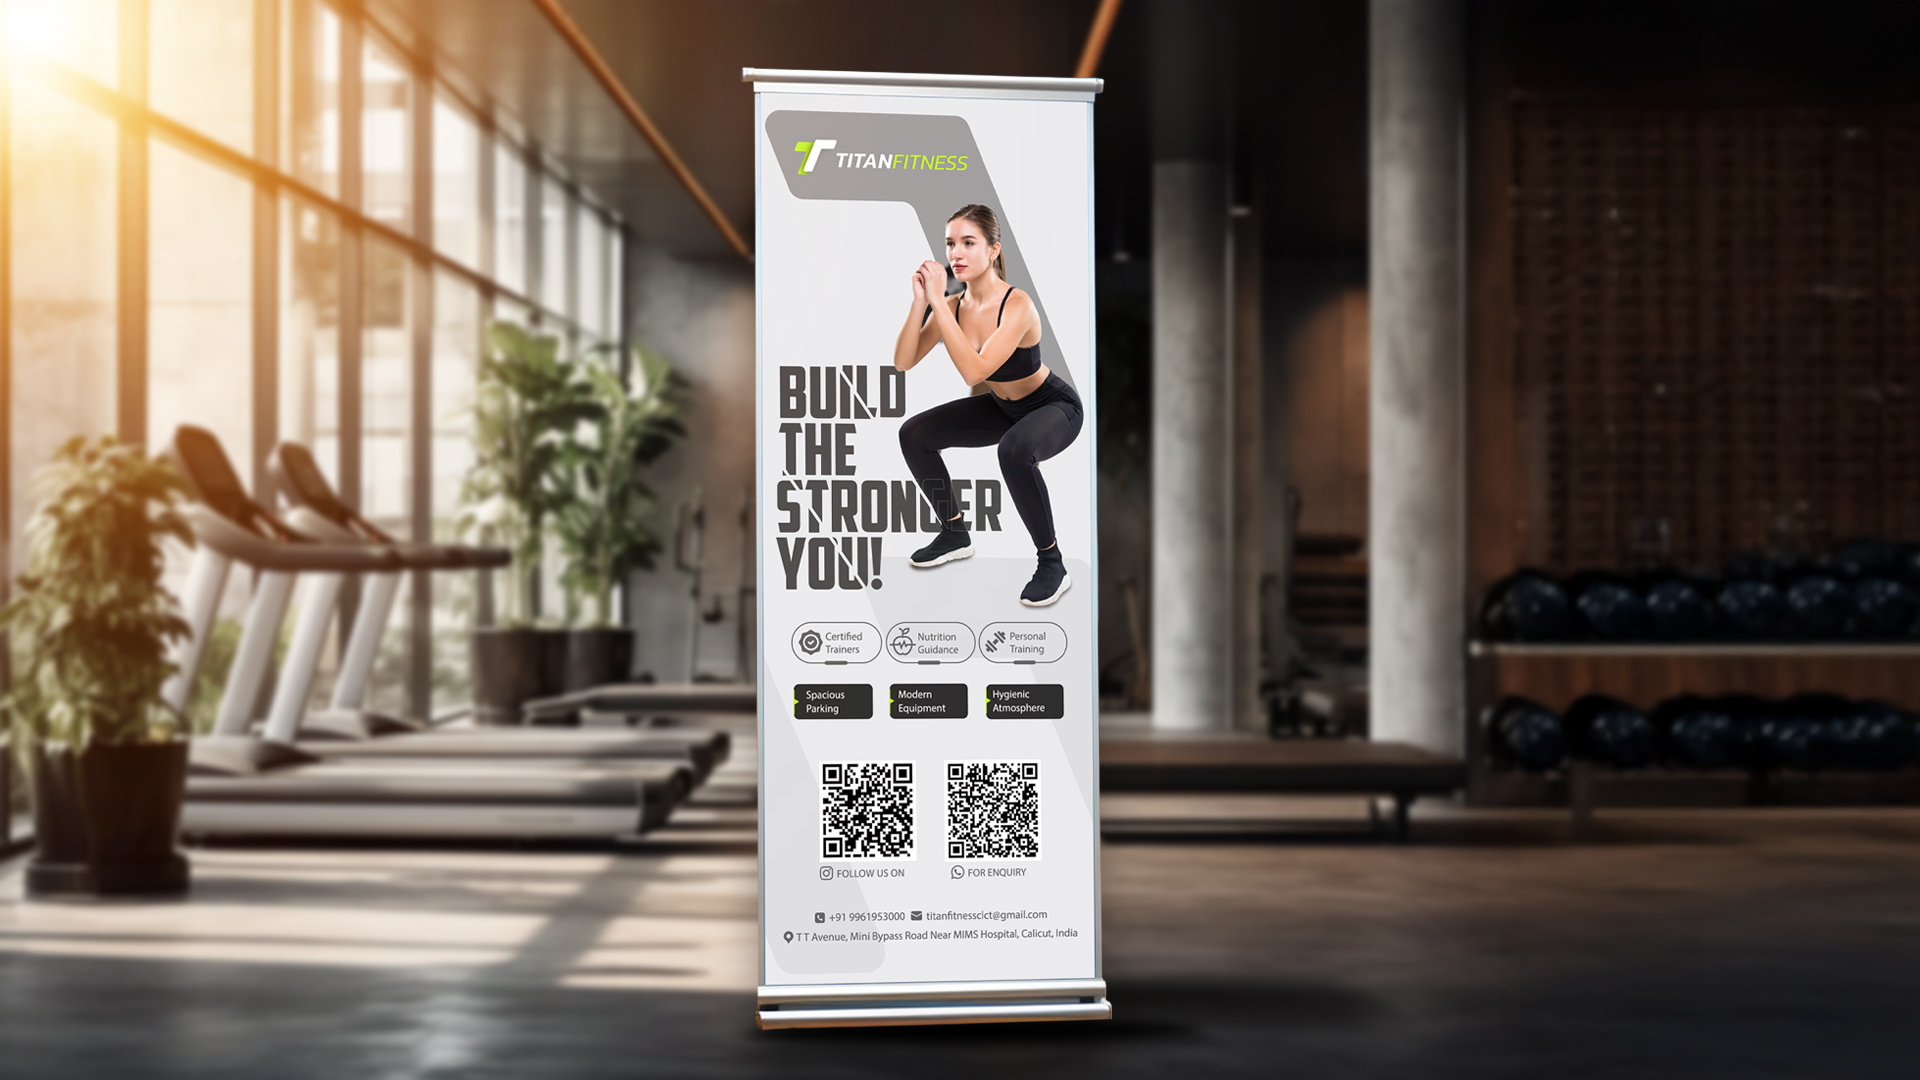 TITANFITNESS
BUILD
THE
STRONGER
YOU!
Certified
Trainers
Nutrition
Guidance
Personal
Training
Spacious
Parking
Modern
Equipment
Hygienic
Atmosphere
FOLLOW US ON
FOR ENQUIRY
+91 9961953000 titanfitnessclct@gmail.com
T T Avenue, Mini Bypass Road Near MIMS Hospital, Calicut, India